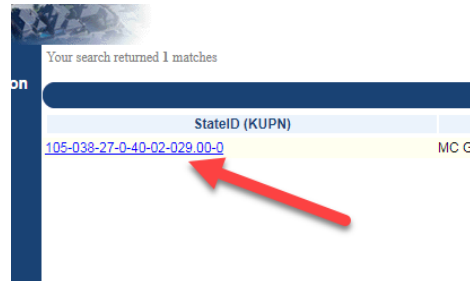 Your search returned 1 matches
on
StateID (KUPN)
105-038-27-0-40-02-029.00-0 MC G